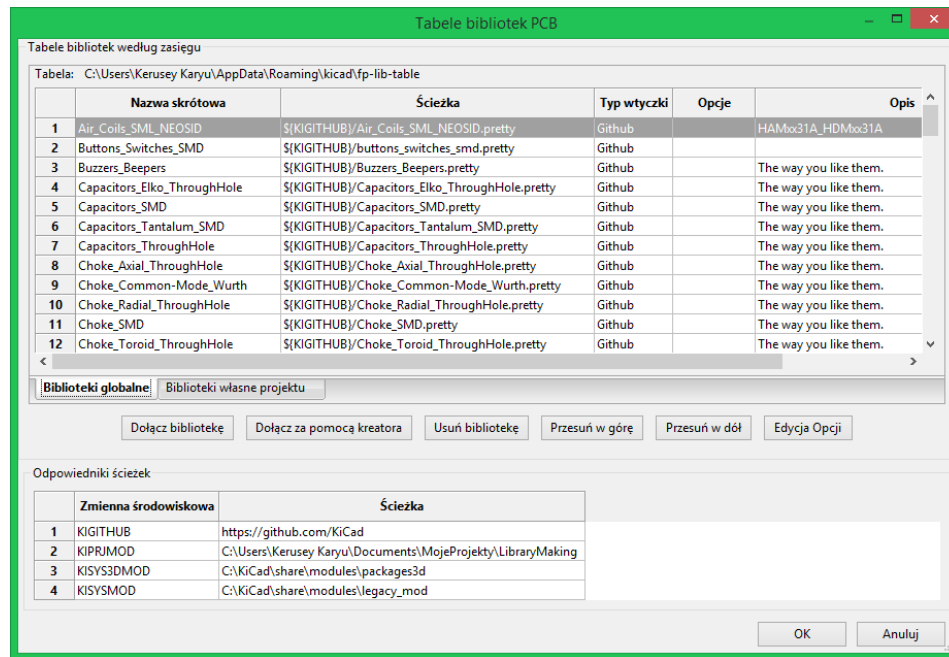 Tabele bibliotek PCB
Tabele bibliotek według zasięgu
Tabela: C:\Users\Kerusey Karyu\AppData\Roaming\kicad\fp-lib-table
Nazwa skrótowa Ścieżka Typ wtyczki Opcje Opis
1 Air_Coils_SML_NEOSID ${KIGITHUB}/Air_Coils_SML_NEOSID.pretty Github HAMxx31A_HDMxx31A
2 Buttons_Switches_SMD ${KIGITHUB}/buttons_switches_smd.pretty Github
3 Buzzers_Beepers ${KIGITHUB}/Buzzers_Beepers.pretty Github The way you like them.
4 Capacitors_Elko_ThroughHole ${KIGITHUB}/Capacitors_Elko_ThroughHole.pretty Github The way you like them.
5 Capacitors_SMD ${KIGITHUB}/Capacitors_SMD.pretty Github The way you like them.
6 Capacitors_Tantalum_SMD ${KIGITHUB}/Capacitors_Tantalum_SMD.pretty Github The way you like them.
7 Capacitors_ThroughHole ${KIGITHUB}/Capacitors_ThroughHole.pretty Github The way you like them.
8 Choke_Axial_ThroughHole ${KIGITHUB}/Choke_Axial_ThroughHole.pretty Github The way you like them.
9 Choke_Common-Mode_Wurth ${KIGITHUB}/Choke_Common-Mode_Wurth.pretty Github The way you like them.
10 Choke_Radial_ThroughHole ${KIGITHUB}/Choke_Radial_ThroughHole.pretty Github The way you like them.
11 Choke_SMD ${KIGITHUB}/Choke_SMD.pretty Github The way you like them.
12 Choke_Toroid_ThroughHole ${KIGITHUB}/Choke_Toroid_ThroughHole.pretty Github The way you like them.
Biblioteki globalne Biblioteki własne projektu
Dołącz bibliotekę Dołącz za pomocą kreatora Usuń bibliotekę Przesuń w górę Przesuń w dół Edycja Opcji
Odpowiedniki ścieżek
Zmienna środowiskowa Ścieżka
1 KIGITHUB https://github.com/KiCad
2 KIPRJMOD C:\Users\Kerusey Karyu\Documents\MojeProjekty\LibraryMaking
3 KISYS3DMOD C:\KiCad\share\modules\packages3d
4 KISYSMOD C:\KiCad\share\modules\legacy_mod
OK Anuluj